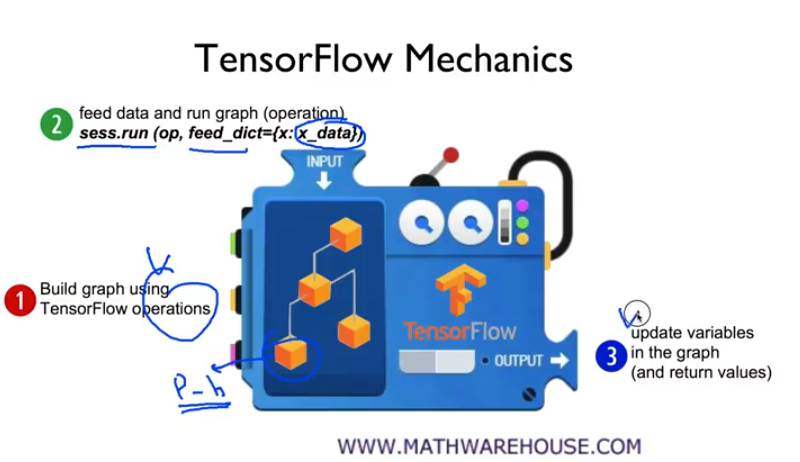 TensorFlow Mechanics
2 feed data and run graph (operation)
sess.run (op, feed_dict={x: x_data})
INPUT
1 Build graph using
TensorFlow operations
TensorFlow
OUTPUT
3 update variables
in the graph
(and return values)
P-h
WWW.MATHWAREHOUSE.COM